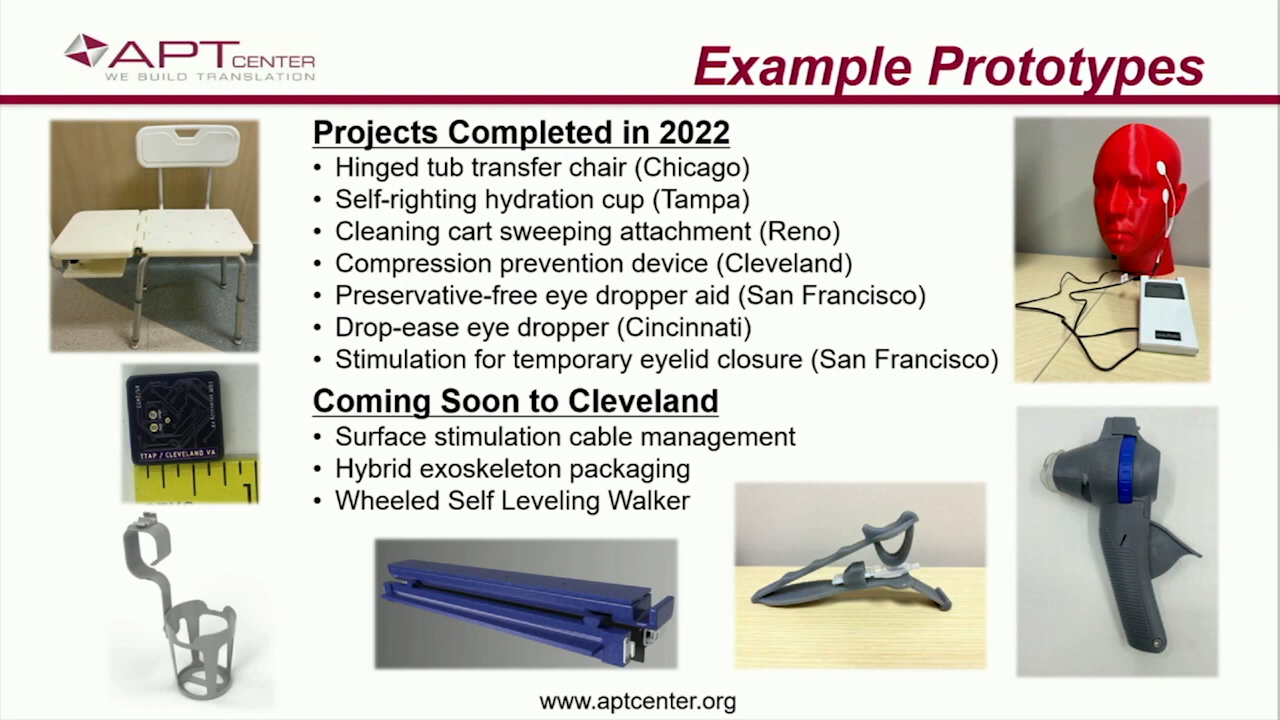 APTCENTER
WE BUILD TRANSLATION
Example Prototypes
Projects Completed in 2022
• Hinged tub transfer chair (Chicago)
• Self-righting hydration cup (Tampa)
• Cleaning cart sweeping attachment (Reno)
• Compression prevention device (Cleveland)
• Preservative-free eye dropper aid (San Francisco)
• Drop-ease eye dropper (Cincinnati)
• Stimulation for temporary eyelid closure (San Francisco)
Coming Soon to Cleveland
• Surface stimulation cable management
• Hybrid exoskeleton packaging
• Wheeled Self Leveling Walker
TTAP / CLEVELAND VA
www.aptcenter.org